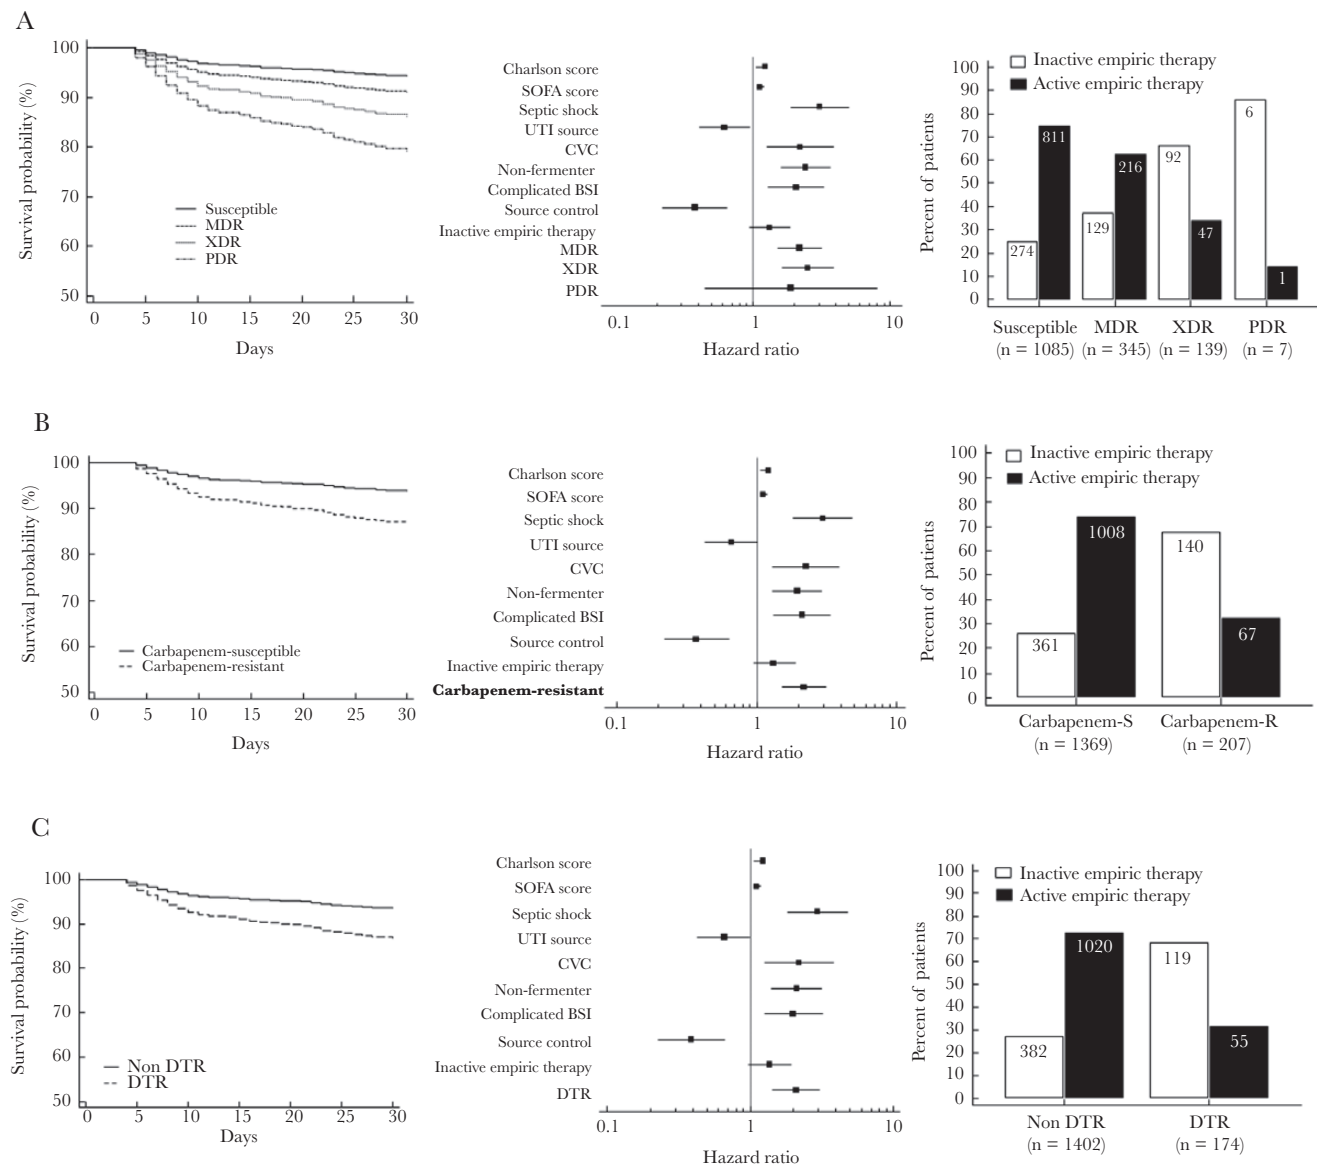 A
Survival probability (%)
100
90
80
70
60
50
Susceptible
MDR
XDR
PDR
0 5 10 15 20 25 30
Days
Charlson score
SOFA score
Septic shock
UTI source
CVC
Non-fermenter
Complicated BSI
Source control
Inactive empiric therapy
MDR
XDR
PDR
0.1 1 10
Hazard ratio
Inactive empiric therapy
Active empiric therapy
Percent of patients
100
90
80
70
60
50
40
30
20
10
0
274 811 129 216 92 47 6 1
Susceptible MDR XDR PDR
(n = 1085) (n = 345) (n = 139) (n = 7)
B
Survival probability (%)
100
90
80
70
60
50
Carbapenem-susceptible
Carbapenem-resistant
0 5 10 15 20 25 30
Days
Charlson score
SOFA score
Septic shock
UTI source
CVC
Non-fermenter
Complicated BSI
Source control
Inactive empiric therapy
Carbapenem-resistant
0.1 1 10
Hazard ratio
Inactive empiric therapy
Active empiric therapy
Percent of patients
100
90
80
70
60
50
40
30
20
10
0
361 1008 140 67
Carbapenem-S Carbapenem-R
(n = 1369) (n = 207)
C
Survival probability (%)
100
90
80
70
60
50
Non DTR
DTR
0 5 10 15 20 25 30
Days
Charlson score
SOFA score
Septic shock
UTI source
CVC
Non-fermenter
Complicated BSI
Source control
Inactive empiric therapy
DTR
0.1 1 10
Hazard ratio
Inactive empiric therapy
Active empiric therapy
Percent of patients
100
90
80
70
60
50
40
30
20
10
0
382 1020 119 55
Non DTR DTR
(n = 1402) (n = 174)